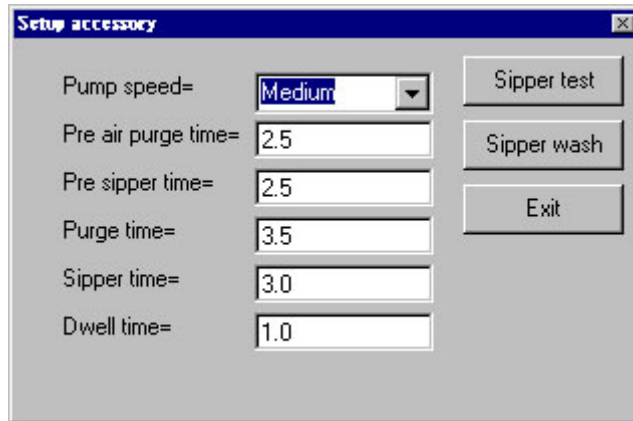 Setup accessory
Pump speed= Medium
Sipper test
Pre air purge time= 2.5
Sipper wash
Pre sipper time= 2.5
Exit
Purge time= 3.5
Sipper time= 3.0
Dwell time= 1.0